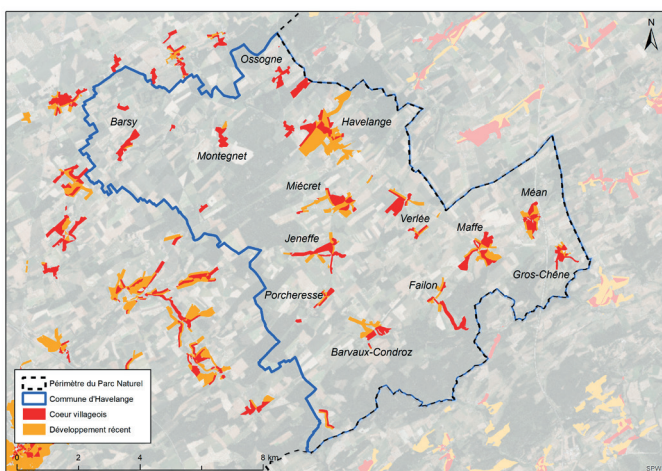 N
Ossogne
Barsy
Havelange
Montegnet
Miécret
Méan
Verlée
Maffe
Jeneffe
Gros-Chêne
Failon
Porcheresse
Barvaux-Condroz
Périmètre du Parc Naturel
Commune d'Havelange
Coeur villageois
Développement récent
0 2 4 6 8 km
SPW